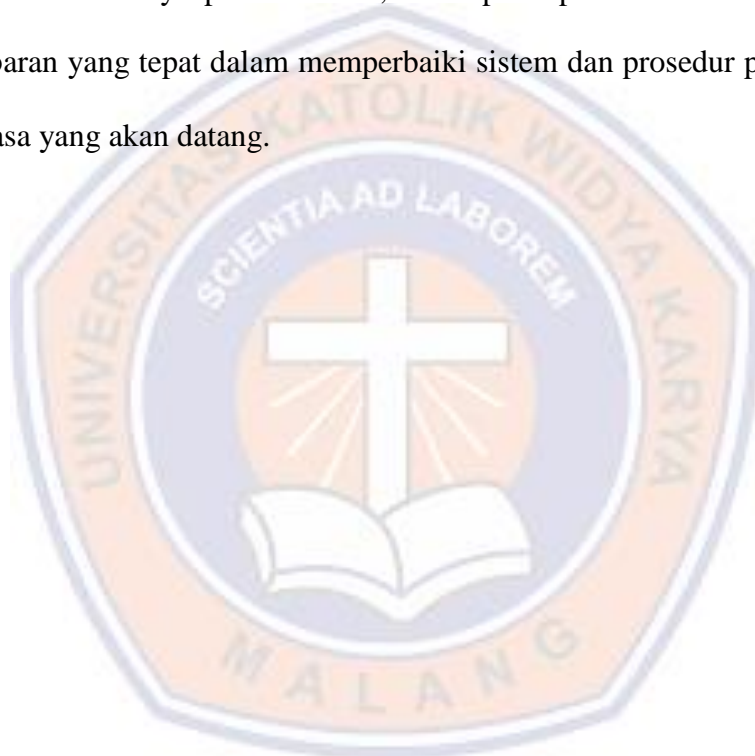 baran yang tepat dalam memperbaiki sistem dan prosedur p
asa yang akan datang.
UNIVERSITAS KATOLIK WIDYA KARYA
SCIENTIA AD LABOREM
MALANG